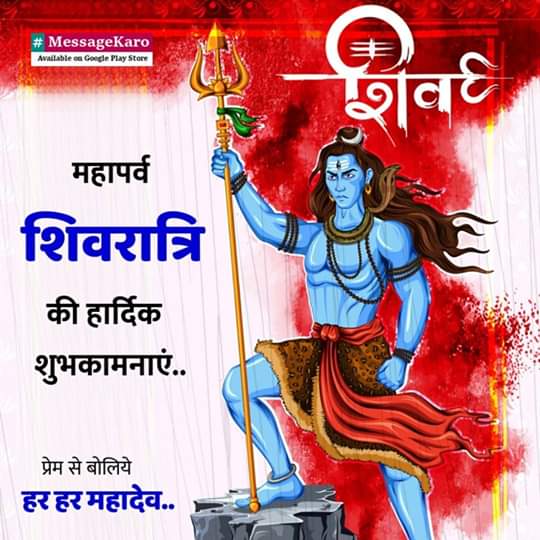 # MessageKaro
Available on Google Play Store
शिव
महापर्व
शिवरात्रि
की हार्दिक
शुभकामनाएं..
प्रेम से बोलिये
हर हर महादेव..